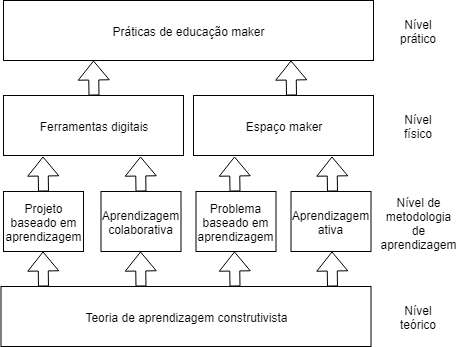 Práticas de educação maker
Nível
prático
Ferramentas digitais
Espaço maker
Nível
físico
Projeto
baseado em
aprendizagem
Aprendizagem
colaborativa
Problema
baseado em
aprendizagem
Aprendizagem
ativa
Nível de
metodologia
de
aprendizagem
Teoria de aprendizagem construtivista
Nível
teórico